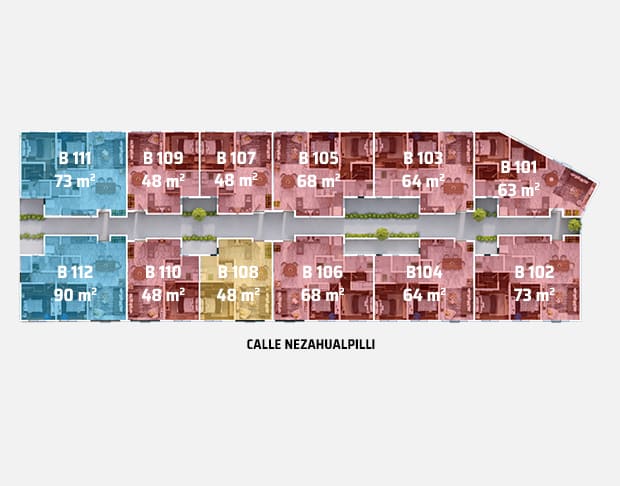 B 111
73 m²
B 109
48 m²
B 107
48 m²
B 105
68 m²
B 103
64 m²
B 101
63 m²
B 112
90 m²
B 110
48 m²
B 108
48 m²
B 106
68 m²
B104
64 m²
B 102
73 m²
CALLE NEZAHUALPILLI